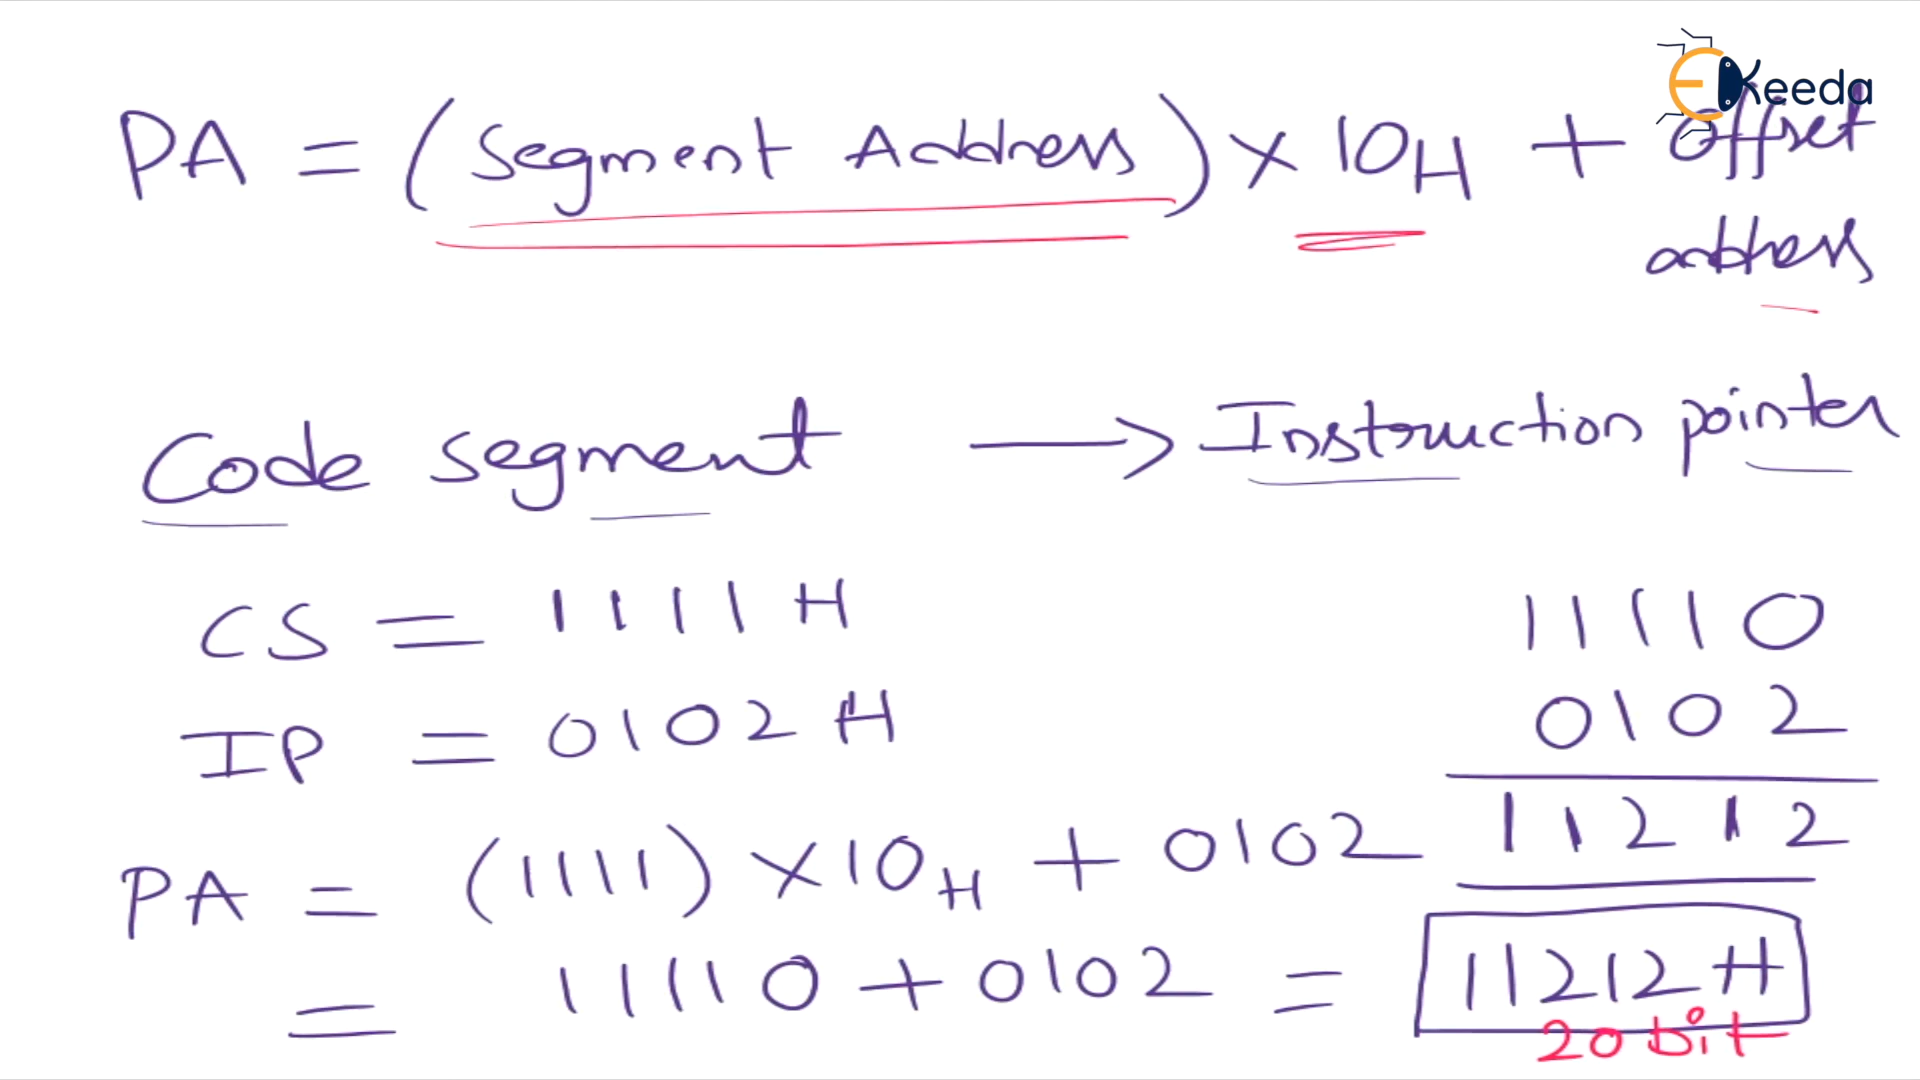 EKeeda
PA = (Segment Address) × 10H + offset
address
Code segment → Instruction pointer
CS = 1111 H
IP = 0102 H
PA = (1111) × 10H + 0102
= 11110 + 0102 = 11212 H
20 bit
11110
0102
11212